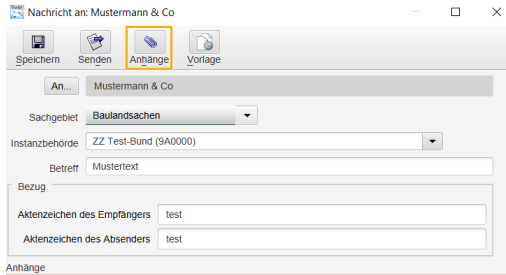 Nachricht an: Mustermann & Co
Speichern Senden Anhänge Vorlage
An... Mustermann & Co
Sachgebiet Baulandsachen
Instanzbehörde ZZ Test-Bund (9A0000)
Betreff Mustertext
Bezug
Aktenzeichen des Empfängers test
Aktenzeichen des Absenders test
Anhänge